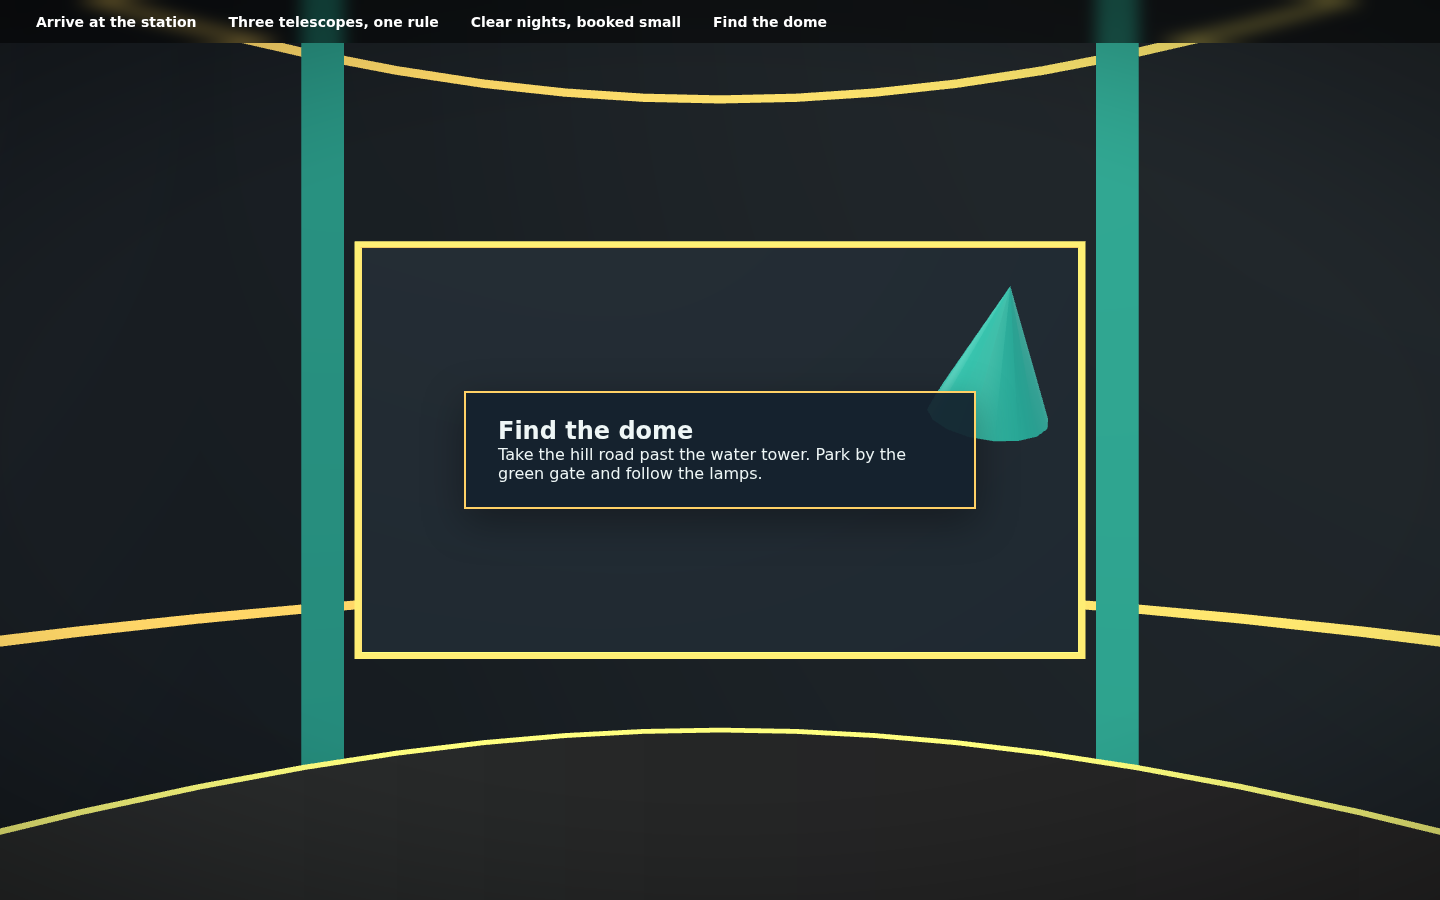 Arrive at the station Three telescopes, one rule Clear nights, booked small Find the dome
Find the dome
Take the hill road past the water tower. Park by the
green gate and follow the lamps.